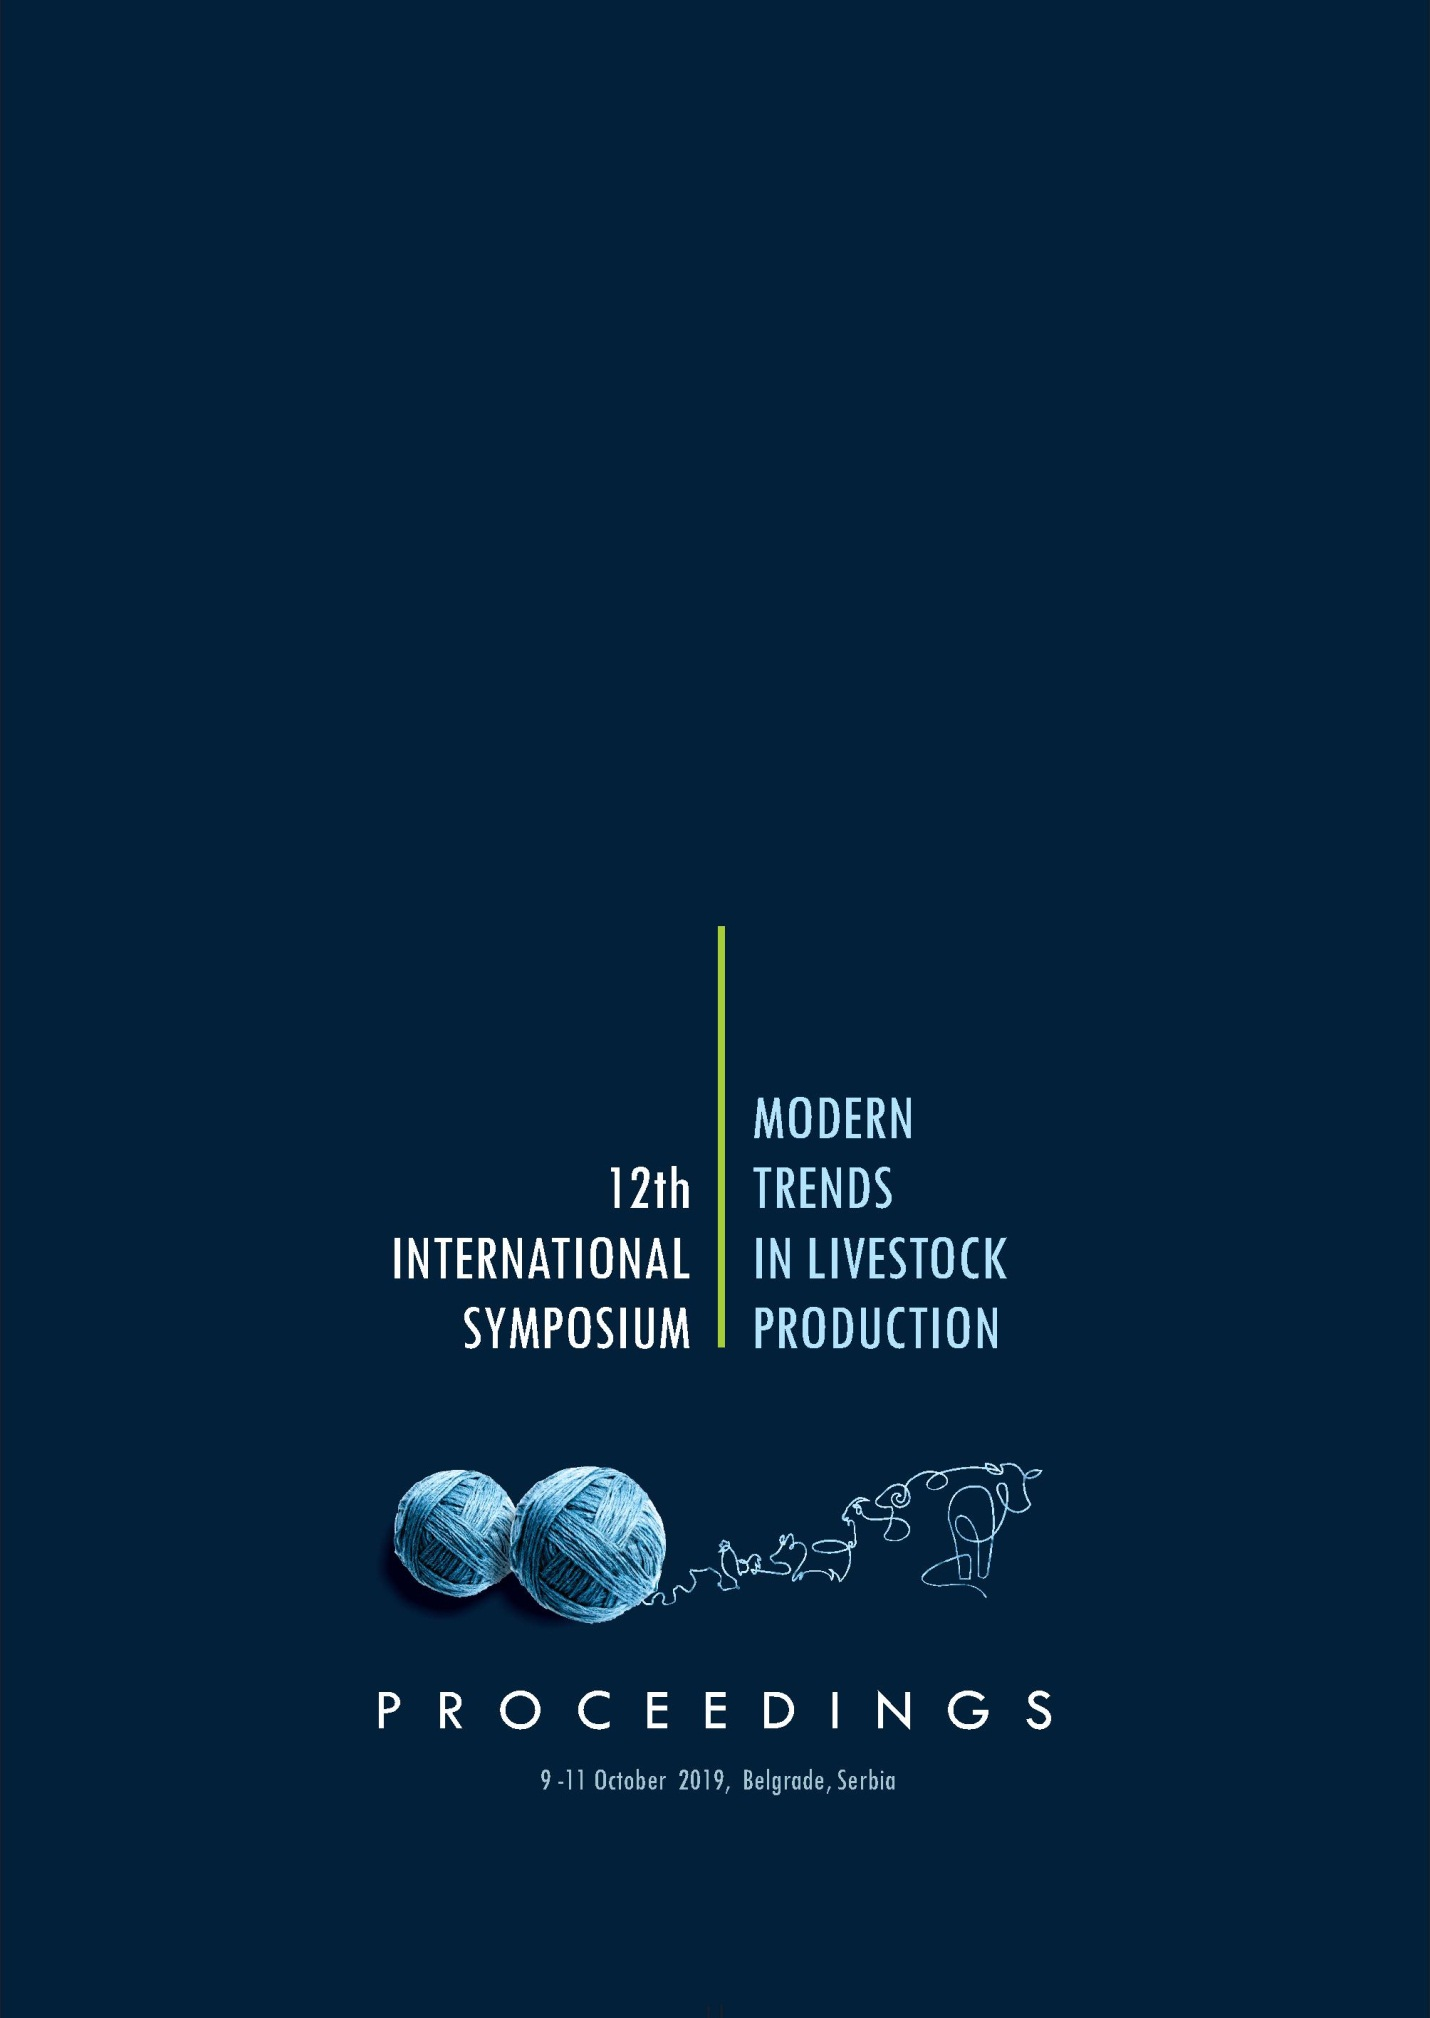 12th
INTERNATIONAL
SYMPOSIUM
MODERN
TRENDS
IN LIVESTOCK
PRODUCTION
PROCEEDINGS
9 -11 October 2019, Belgrade, Serbia